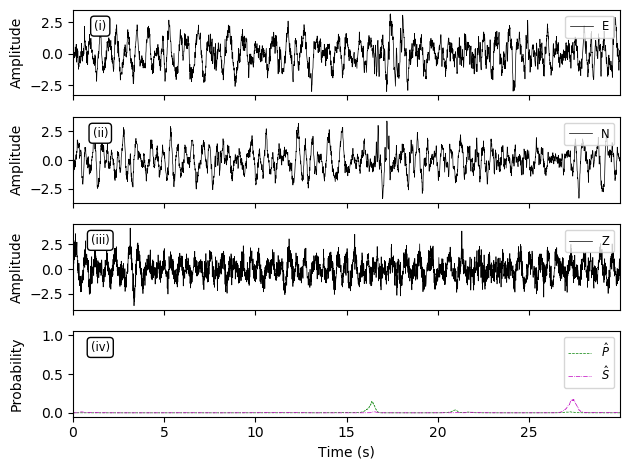 (i)
E
Amplitude
2.5
0.0
−2.5
(ii)
N
Amplitude
2.5
0.0
−2.5
(iii)
Z
Amplitude
2.5
0.0
−2.5
(iv)
P̂
Ŝ
Probability
1.0
0.5
0.0
0 5 10 15 20 25
Time (s)